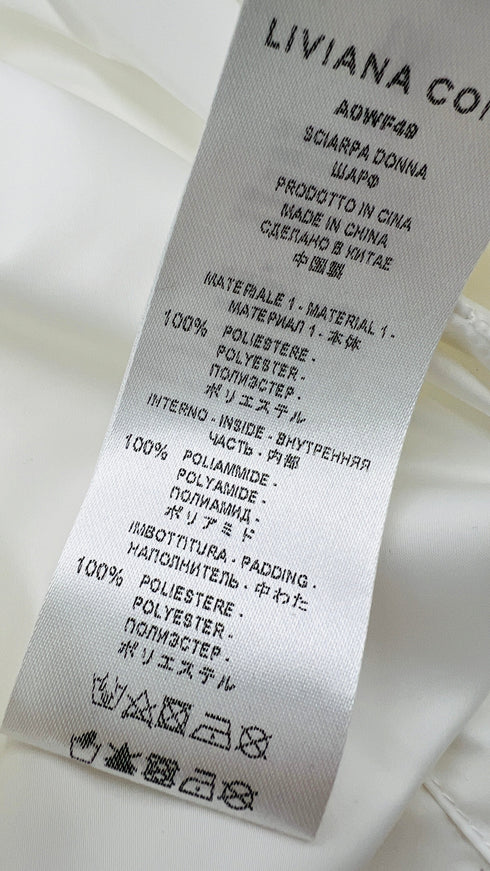 LIVIANA CON
A0WF49
SCIARPA DONNA
ШАРФ
PRODOTTO IN CINA
MADE IN CHINA
СДЕЛАНО В КИТАЕ
中国製
MATERIALE 1 - MATERIAL 1 -
МАТЕРИАЛ 1 - 本体
100% POLIESTERE -
POLYESTER -
ПОЛИЭСТЕР -
ポリエステル
INTERNO - INSIDE - ВНУТРЕННЯЯ
ЧАСТЬ - 内部
100% POLIAMMIDE -
POLYAMIDE -
ПОЛИАМИД -
ポリアミド
IMBOTTITURA - PADDING -
НАПОЛНИТЕЛЬ - 中わた
100% POLIESTERE -
POLYESTER -
ПОЛИЭСТЕР -
ポリエステル